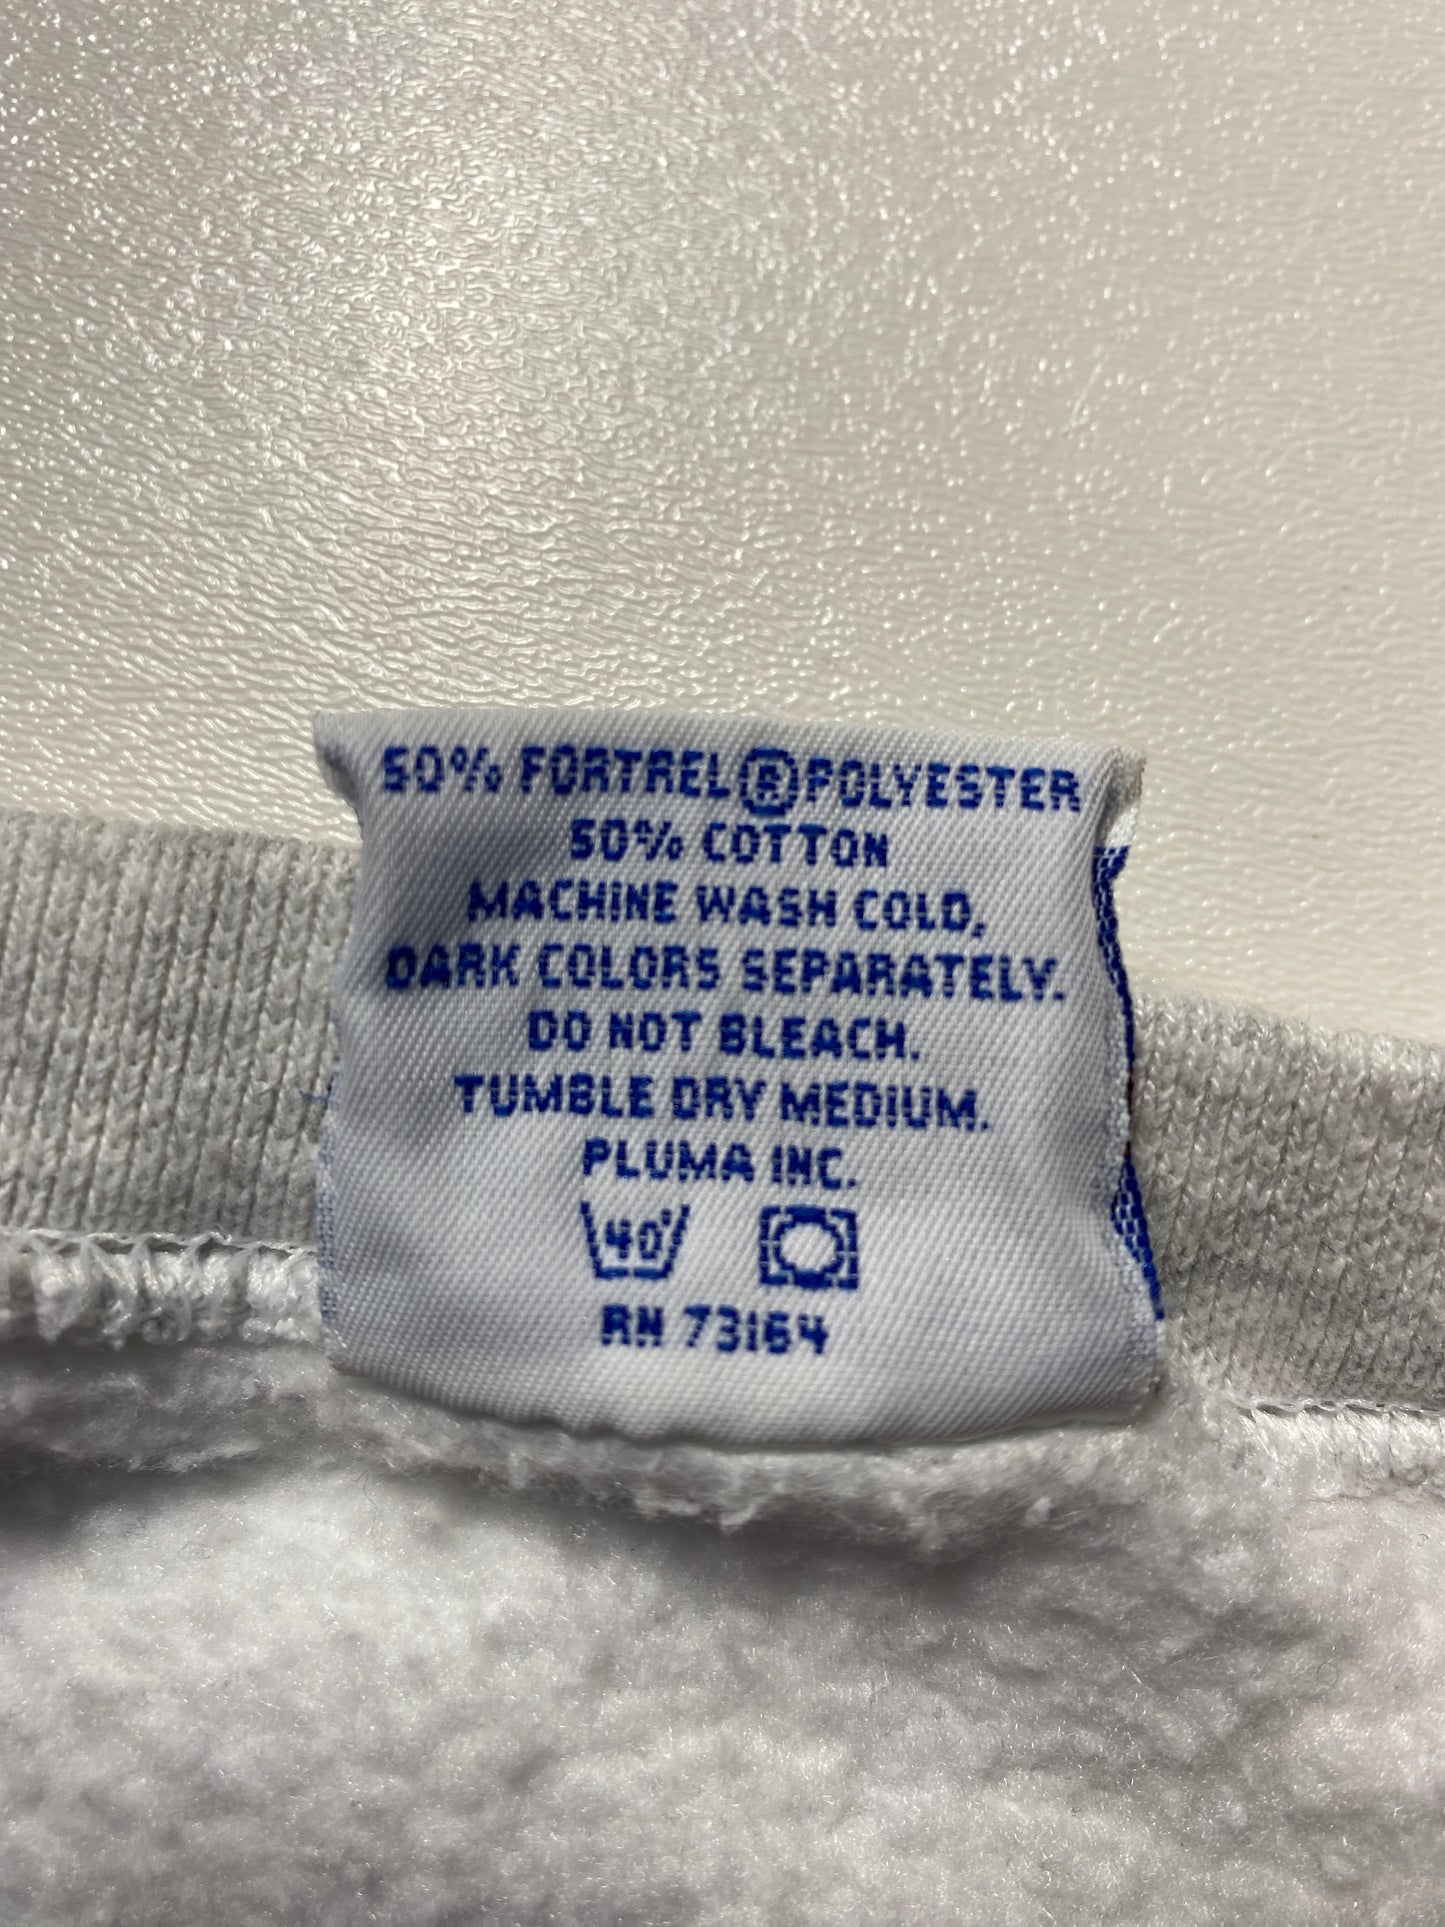 50% FORTREL®POLYESTER
50% COTTON
MACHINE WASH COLD,
DARK COLORS SEPARATELY.
DO NOT BLEACH.
TUMBLE DRY MEDIUM.
PLUMA INC.
40°
RN 73164